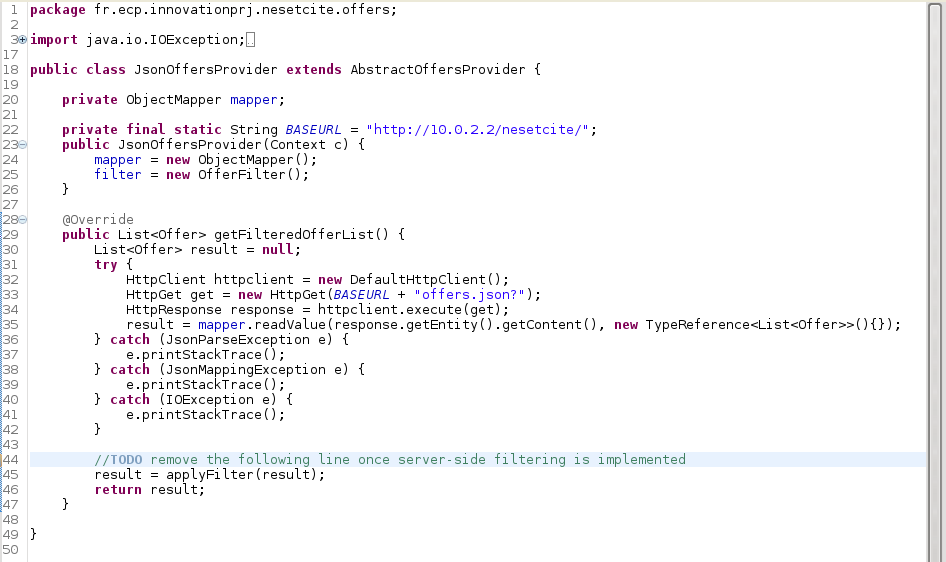 1 package fr.ecp.innovationprj.nesetcite.offers;
2
3 import java.io.IOException;
17
18 public class JsonOffersProvider extends AbstractOffersProvider {
19
20     private ObjectMapper mapper;
21
22     private final static String BASEURL = "http://10.0.2.2/nesetcite/";
23     public JsonOffersProvider(Context c) {
24         mapper = new ObjectMapper();
25         filter = new OfferFilter();
26     }
27
28     @Override
29     public List<Offer> getFilteredOfferList() {
30         List<Offer> result = null;
31         try {
32             HttpClient httpclient = new DefaultHttpClient();
33             HttpGet get = new HttpGet(BASEURL + "offers.json?");
34             HttpResponse response = httpclient.execute(get);
35             result = mapper.readValue(response.getEntity().getContent(), new TypeReference<List<Offer>>(){});
36         } catch (JsonParseException e) {
37             e.printStackTrace();
38         } catch (JsonMappingException e) {
39             e.printStackTrace();
40         } catch (IOException e) {
41             e.printStackTrace();
42         }
43
44         //TODO remove the following line once server-side filtering is implemented
45         result = applyFilter(result);
46         return result;
47     }
48
49 }
50